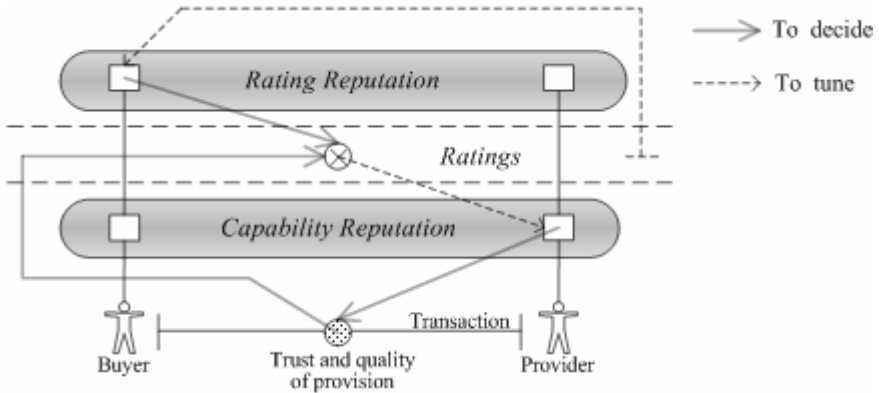 To decide
Rating Reputation
To tune
Ratings
Capability Reputation
Transaction
Buyer
Trust and quality
of provision
Provider